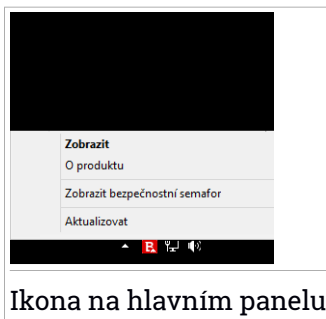 Zobrazit
O produktu
Zobrazit bezpečnostní semafor
Aktualizovat
Ikona na hlavním panelu